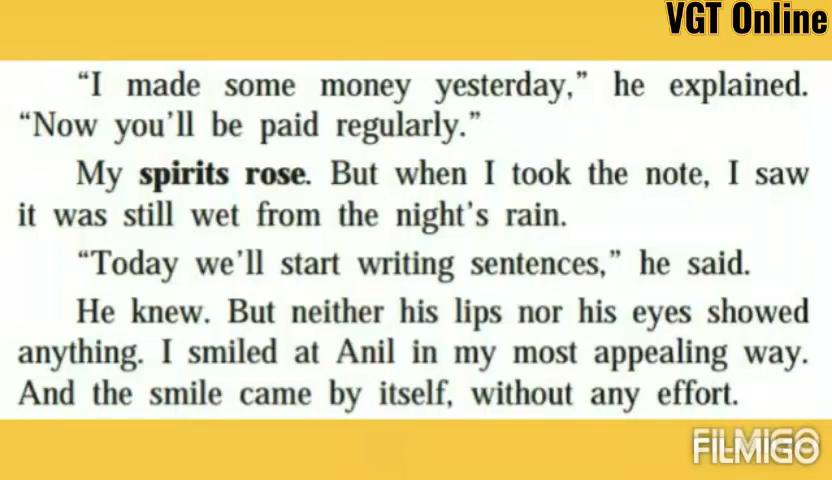 VGT Online
“I made some money yesterday,” he explained.
“Now you’ll be paid regularly.”
My spirits rose. But when I took the note, I saw
it was still wet from the night’s rain.
“Today we’ll start writing sentences,” he said.
He knew. But neither his lips nor his eyes showed
anything. I smiled at Anil in my most appealing way.
And the smile came by itself, without any effort.
FILMIGO